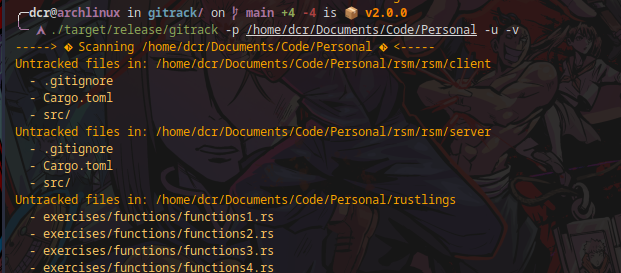 dcr@archlinux in gitrack/ on main +4 -4 is 📦 v2.0.0
./target/release/gitrack -p /home/dcr/Documents/Code/Personal -u -v
-----> � Scanning /home/dcr/Documents/Code/Personal � <-----
Untracked files in: /home/dcr/Documents/Code/Personal/rsm/rsm/client
- .gitignore
- Cargo.toml
- src/
Untracked files in: /home/dcr/Documents/Code/Personal/rsm/rsm/server
- .gitignore
- Cargo.toml
- src/
Untracked files in: /home/dcr/Documents/Code/Personal/rustlings
- exercises/functions/functions1.rs
- exercises/functions/functions2.rs
- exercises/functions/functions3.rs
- exercises/functions/functions4.rs